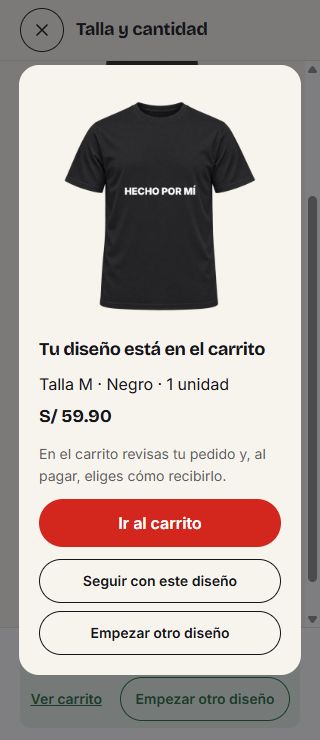 Talla y cantidad
HECHO POR MÍ
Tu diseño está en el carrito
Talla M · Negro · 1 unidad
S/ 59.90
En el carrito revisas tu pedido y, al
pagar, eliges cómo recibirlo.
Ir al carrito
Seguir con este diseño
Empezar otro diseño
Ver carrito
Empezar otro diseño